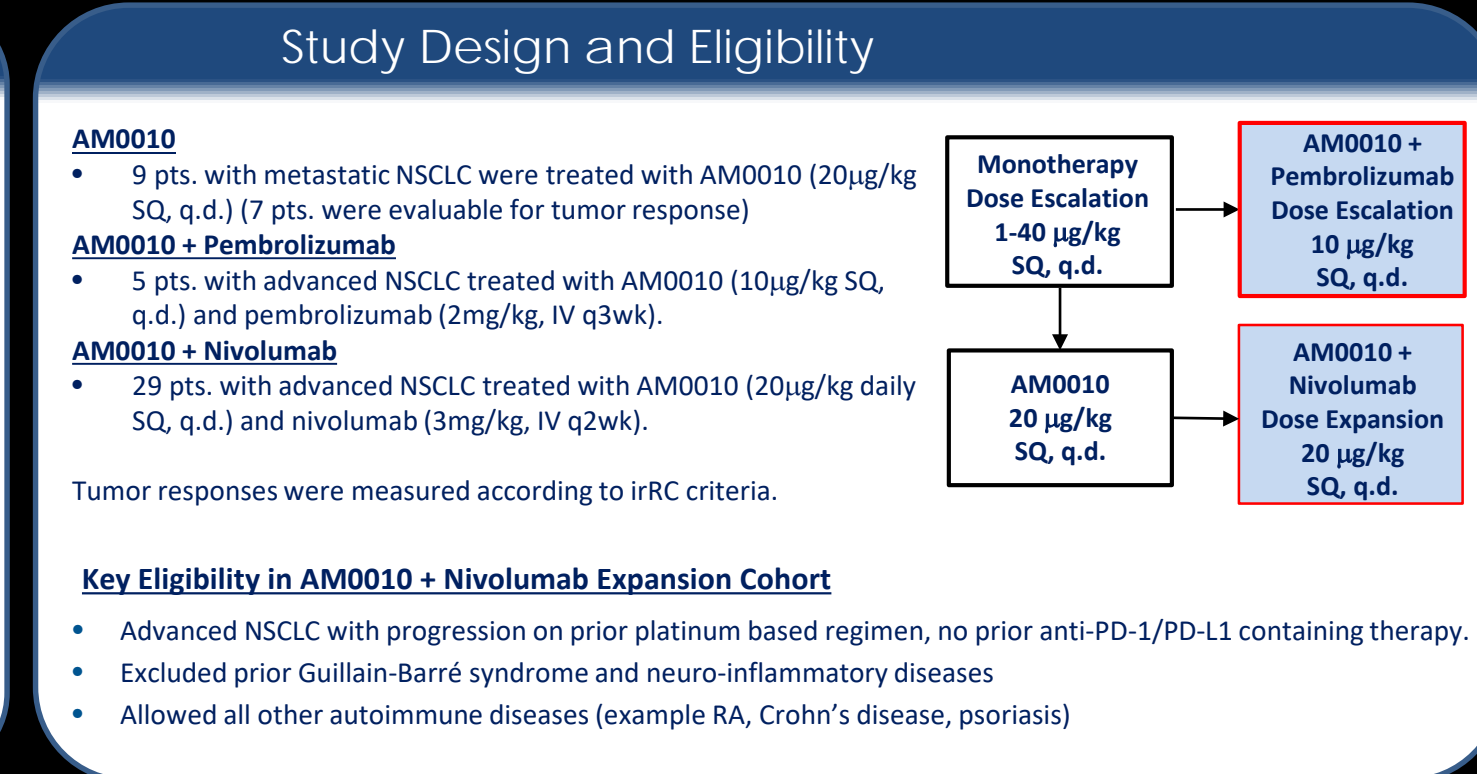 Study Design and Eligibility
AM0010
• 9 pts. with metastatic NSCLC were treated with AM0010 (20µg/kg
SQ, q.d.) (7 pts. were evaluable for tumor response)
AM0010 + Pembrolizumab
• 5 pts. with advanced NSCLC treated with AM0010 (10µg/kg SQ,
q.d.) and pembrolizumab (2mg/kg, IV q3wk).
AM0010 + Nivolumab
• 29 pts. with advanced NSCLC treated with AM0010 (20µg/kg daily
SQ, q.d.) and nivolumab (3mg/kg, IV q2wk).
Tumor responses were measured according to irRC criteria.
Monotherapy
Dose Escalation
1-40 µg/kg
SQ, q.d.
AM0010 +
Pembrolizumab
Dose Escalation
10 µg/kg
SQ, q.d.
AM0010
20 µg/kg
SQ, q.d.
AM0010 +
Nivolumab
Dose Expansion
20 µg/kg
SQ, q.d.
Key Eligibility in AM0010 + Nivolumab Expansion Cohort
• Advanced NSCLC with progression on prior platinum based regimen, no prior anti-PD-1/PD-L1 containing therapy.
• Excluded prior Guillain-Barré syndrome and neuro-inflammatory diseases
• Allowed all other autoimmune diseases (example RA, Crohn’s disease, psoriasis)